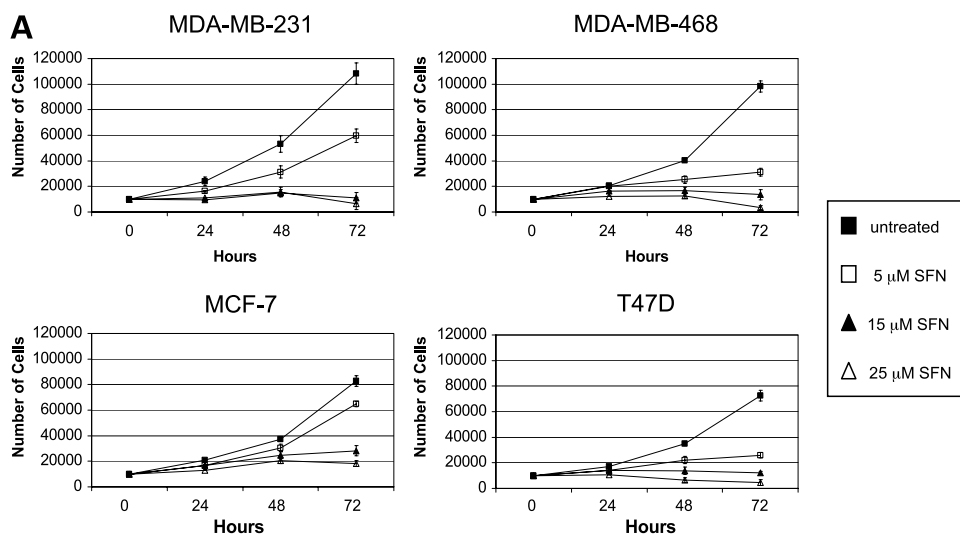 A
MDA-MB-231
Number of Cells
120000
100000
80000
60000
40000
20000
0
0 24 48 72
Hours
MDA-MB-468
Number of Cells
120000
100000
80000
60000
40000
20000
0
0 24 48 72
Hours
MCF-7
Number of Cells
120000
100000
80000
60000
40000
20000
0
0 24 48 72
Hours
T47D
Number of Cells
120000
100000
80000
60000
40000
20000
0
0 24 48 72
Hours
untreated
5 μM SFN
15 μM SFN
25 μM SFN